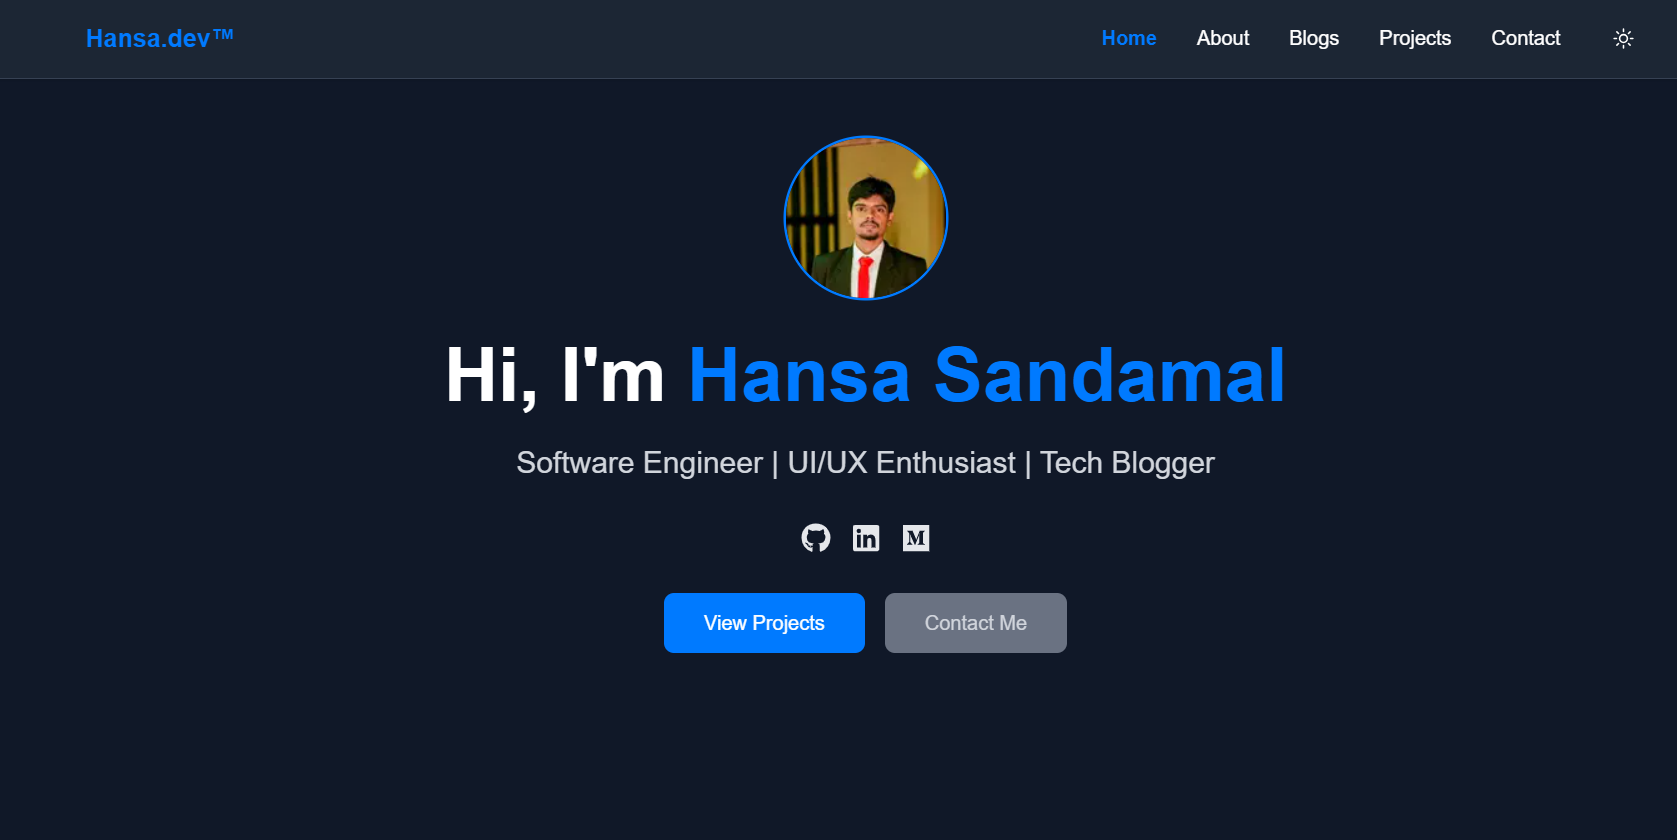 Hansa.dev™
Home About Blogs Projects Contact
Hi, I'm Hansa Sandamal
Software Engineer | UI/UX Enthusiast | Tech Blogger
in M
View Projects Contact Me